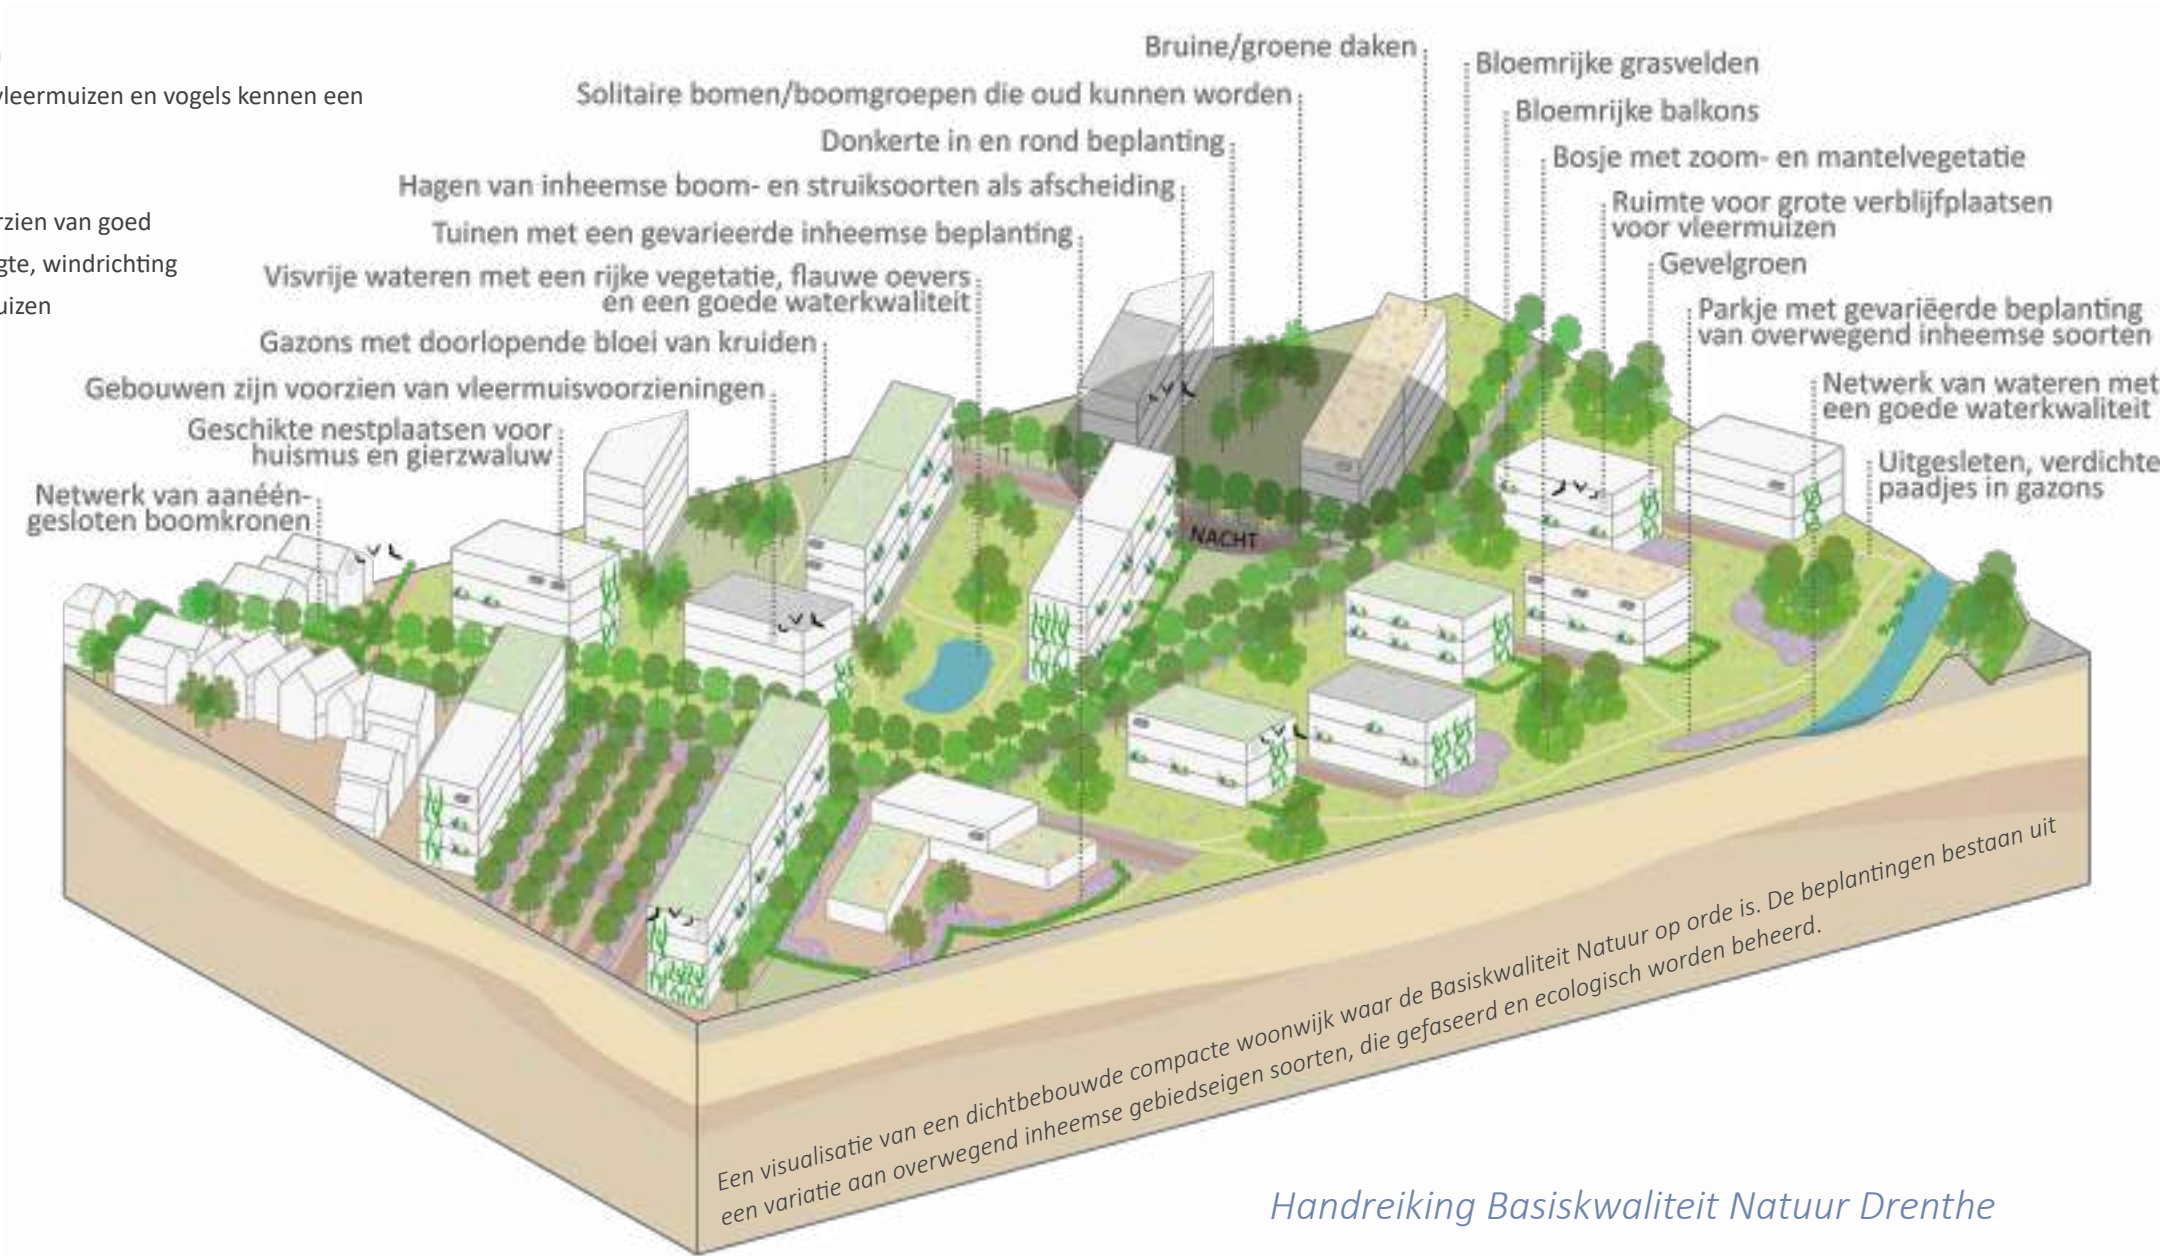 vleermuizen en vogels kennen een
rzien van goed
gte, windrichting
uizen
Bruine/groene daken
Solitaire bomen/boomgroepen die oud kunnen worden
Donkerte in en rond beplanting
Hagen van inheemse boom- en struiksoorten als afscheiding
Tuinen met een gevarieerde inheemse beplanting
Visvrije wateren met een rijke vegetatie, flauwe oevers
en een goede waterkwaliteit
Gazons met doorlopende bloei van kruiden
Gebouwen zijn voorzien van vleermuisvoorzieningen
Geschikte nestplaatsen voor
huismus en gierzwaluw
Netwerk van aanéén-
gesloten boomkronen
Bloemrijke grasvelden
Bloemrijke balkons
Bosje met zoom- en mantelvegetatie
Ruimte voor grote verblijfplaatsen
voor vleermuizen
Gevelgroen
Parkje met gevariëerde beplanting
van overwegend inheemse soorten
Netwerk van wateren met
een goede waterkwaliteit
Uitgesleten, verdichte
paadjes in gazons
NACHT
Een visualisatie van een dichtbebouwde compacte woonwijk waar de Basiskwaliteit Natuur op orde is. De beplantingen bestaan uit
een variatie aan overwegend inheemse gebiedseigen soorten, die gefaseerd en ecologisch worden beheerd.
Handreiking Basiskwaliteit Natuur Drenthe